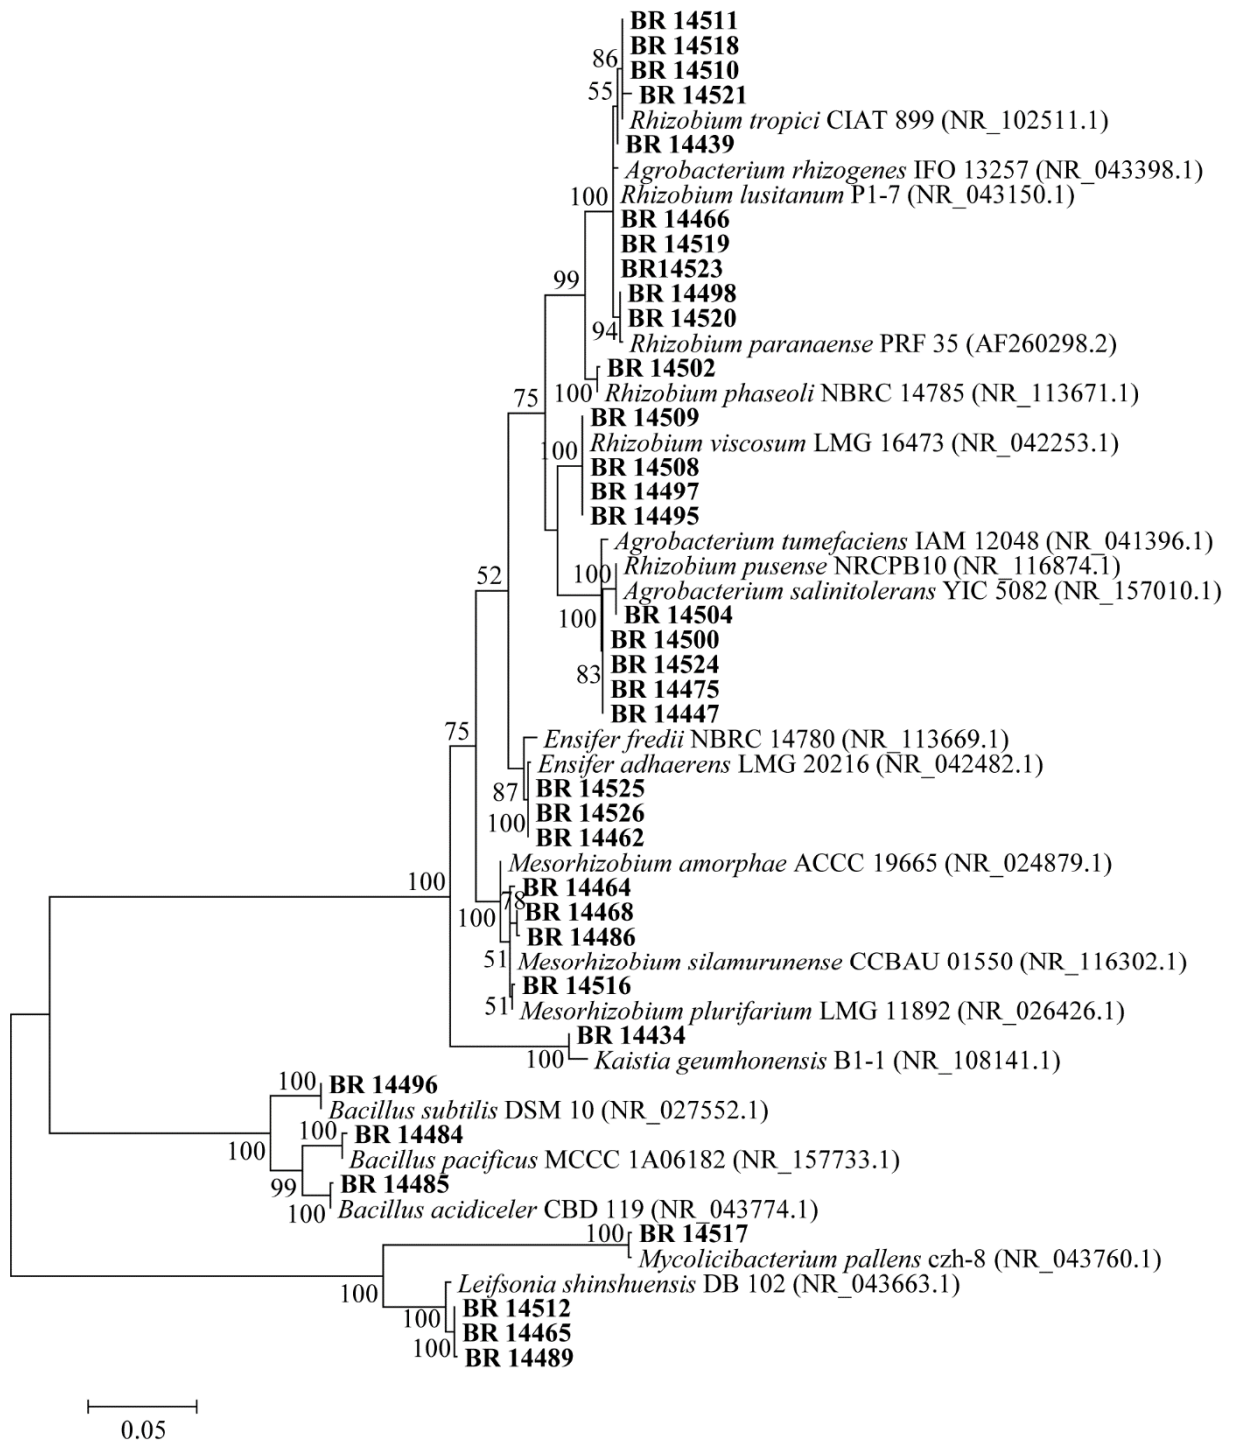 BR 14511
BR 14518
86
BR 14510
55
BR 14521
Rhizobium tropici CIAT 899 (NR_102511.1)
BR 14439
Agrobacterium rhizogenes IFO 13257 (NR_043398.1)
100
Rhizobium lusitanum P1-7 (NR_043150.1)
BR 14466
BR 14519
BR14523
99
BR 14498
BR 14520
94
Rhizobium paranaense PRF 35 (AF260298.2)
BR 14502
75
100
Rhizobium phaseoli NBRC 14785 (NR_113671.1)
BR 14509
100
Rhizobium viscosum LMG 16473 (NR_042253.1)
BR 14508
BR 14497
BR 14495
Agrobacterium tumefaciens IAM 12048 (NR_041396.1)
Rhizobium pusense NRCPB10 (NR_116874.1)
52
100
Agrobacterium salinitolerans YIC 5082 (NR_157010.1)
100
BR 14504
BR 14500
BR 14524
83
BR 14475
BR 14447
75
Ensifer fredii NBRC 14780 (NR_113669.1)
Ensifer adhaerens LMG 20216 (NR_042482.1)
87
BR 14525
BR 14526
100
BR 14462
Mesorhizobium amorphae ACCC 19665 (NR_024879.1)
100
BR 14464
78
100
BR 14468
BR 14486
51
Mesorhizobium silamurunense CCBAU 01550 (NR_116302.1)
BR 14516
51
Mesorhizobium plurifarium LMG 11892 (NR_026426.1)
BR 14434
100
Kaistia geumhonensis B1-1 (NR_108141.1)
100
BR 14496
Bacillus subtilis DSM 10 (NR_027552.1)
100
BR 14484
100
Bacillus pacificus MCCC 1A06182 (NR_157733.1)
99
BR 14485
100
Bacillus acidiceler CBD 119 (NR_043774.1)
100
BR 14517
Mycolicibacterium pallens czh-8 (NR_043760.1)
100
Leifsonia shinshuensis DB 102 (NR_043663.1)
100
BR 14512
BR 14465
100
BR 14489
0.05